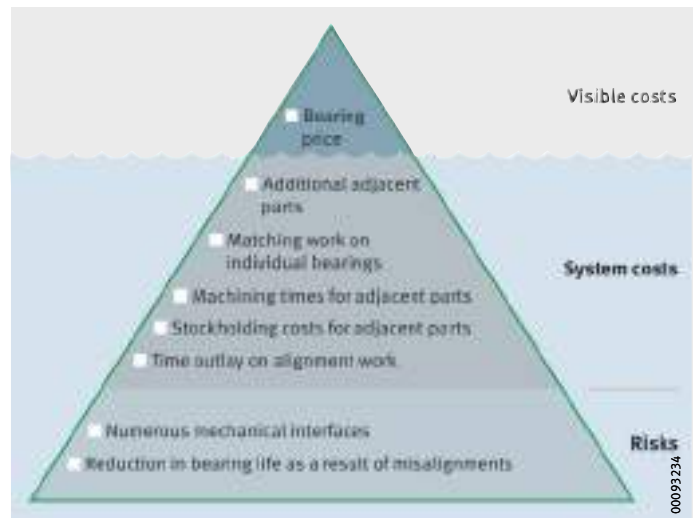 Visible costs
Bearing
price
Additional adjacent
parts
Matching work on
individual bearings
System costs
Machining times for adjacent parts
Stockholding costs for adjacent parts
Time outlay on alignment work
Numerous mechanical interfaces
Risks
Reduction in bearing life as a result of misalignments
00093234